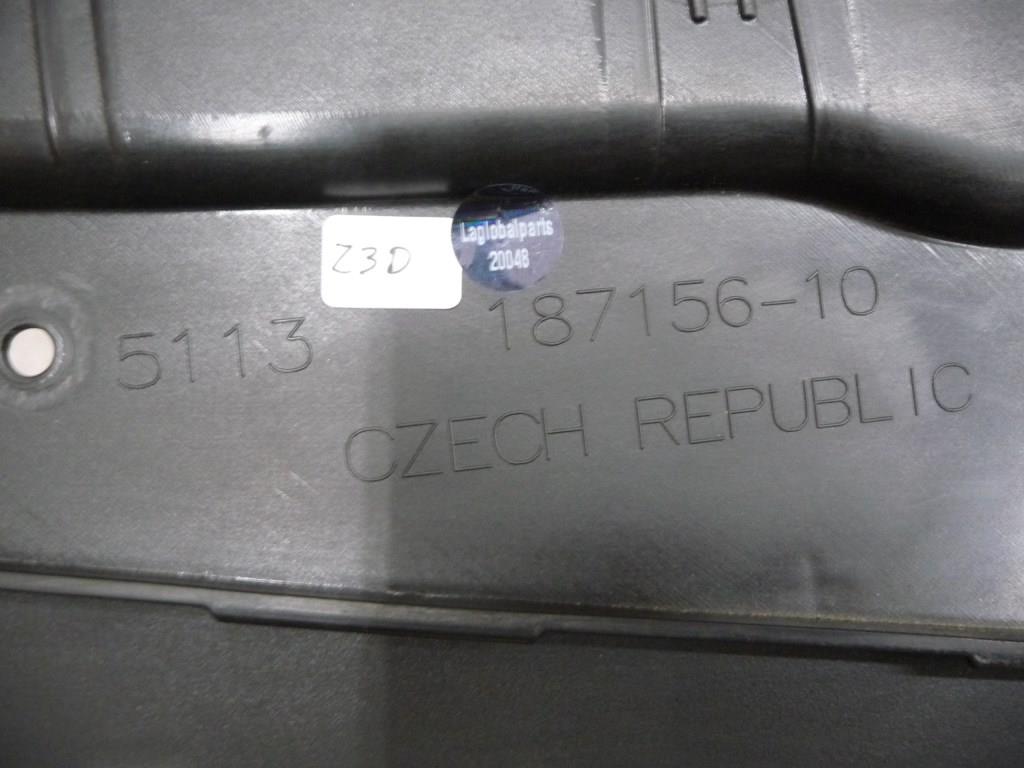 Z3D
Laglobalparts
20048
5113 187156-10
CZECH REPUBLIC